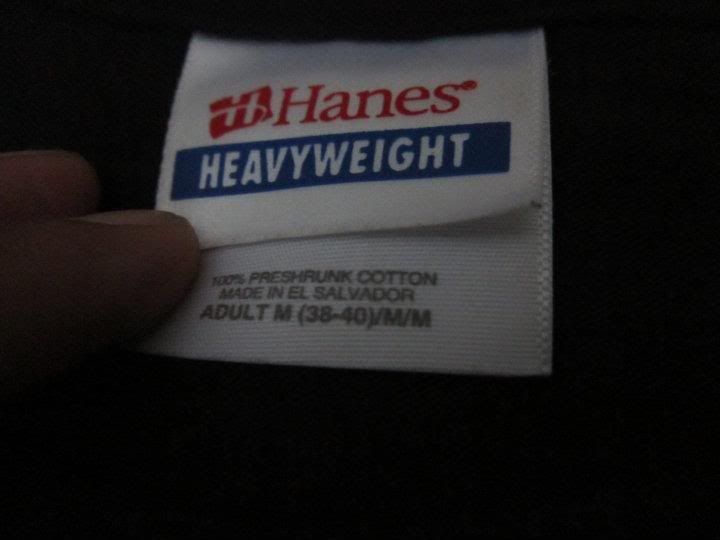 Hanes®
HEAVYWEIGHT
100% PRESHRUNK COTTON
MADE IN EL SALVADOR
ADULT M (38-40)/M/M